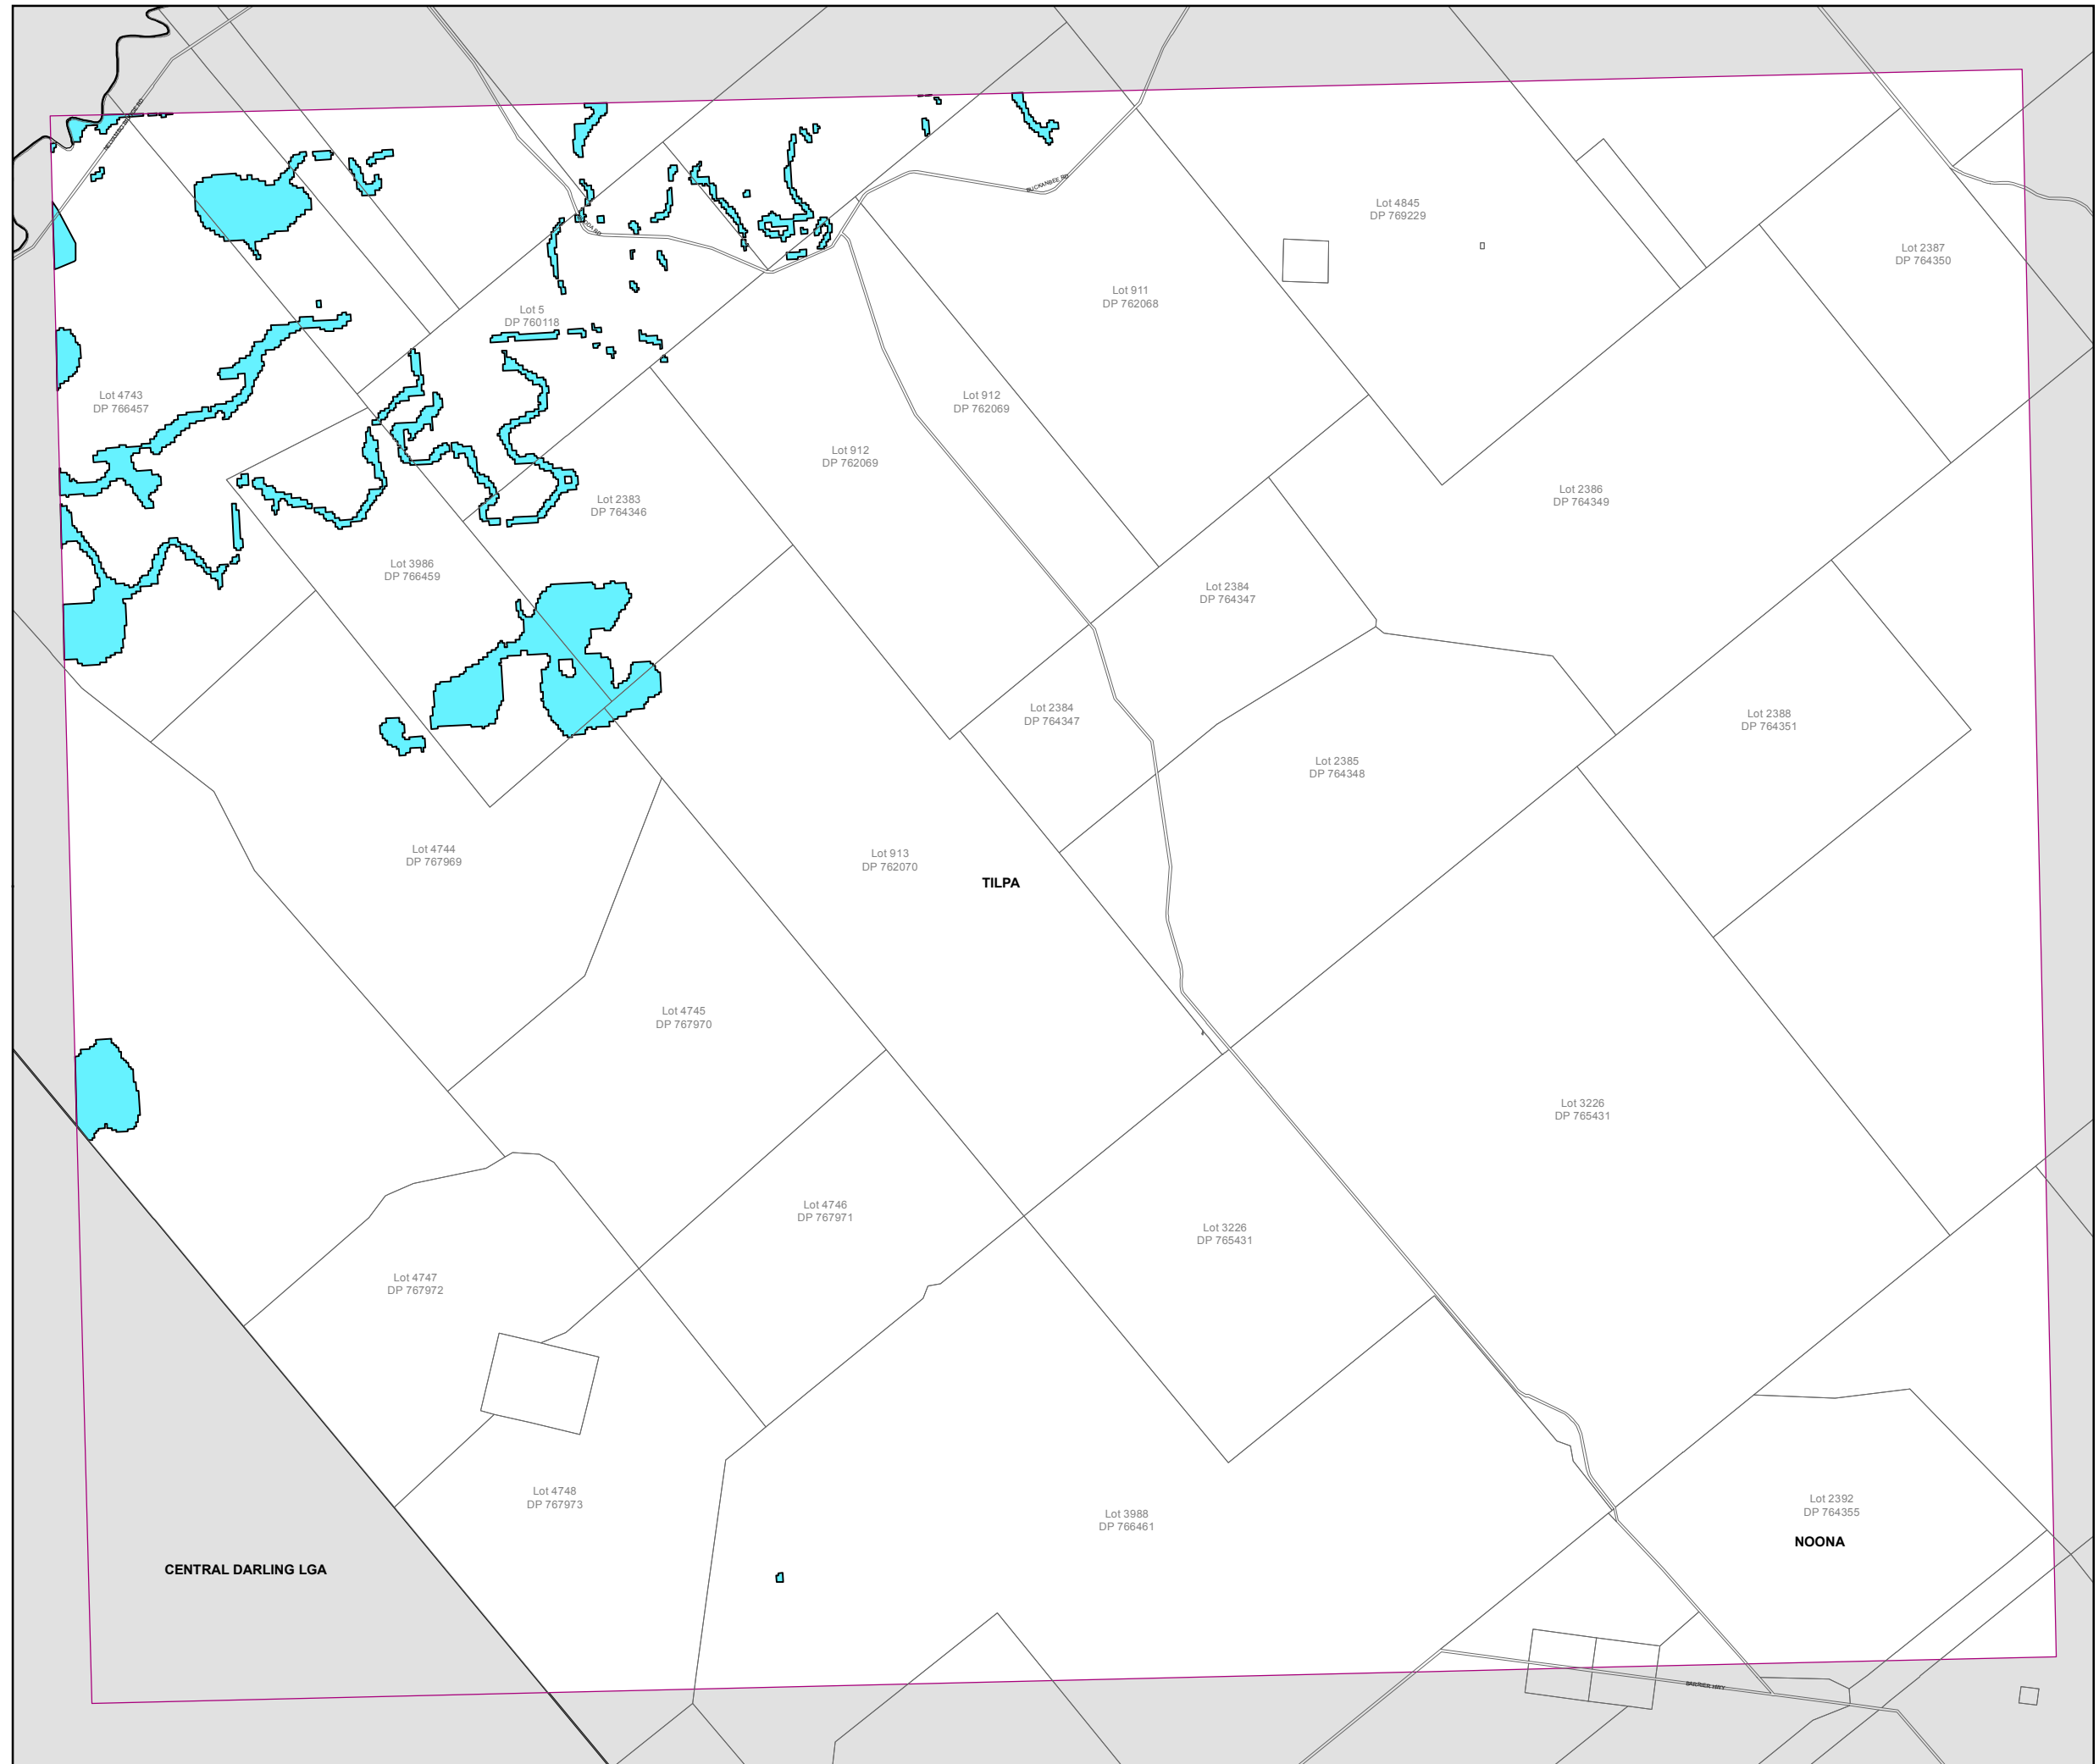 BUCKANBEE RD
Lot 4845
DP 769229
Lot 2387
DP 764350
Lot 911
DP 762068
Lot 5
DP 760118
Lot 4743
DP 766457
Lot 912
DP 762069
Lot 912
DP 762069
Lot 2383
DP 764346
Lot 2386
DP 764349
Lot 3986
DP 766459
Lot 2384
DP 764347
Lot 2384
DP 764347
Lot 2388
DP 764351
Lot 2385
DP 764348
Lot 4744
DP 767969
Lot 913
DP 762070
TILPA
Lot 4745
DP 767970
Lot 3226
DP 765431
Lot 4746
DP 767971
Lot 3226
DP 765431
Lot 4747
DP 767972
Lot 4748
DP 767973
Lot 3988
DP 766461
Lot 2392
DP 764355
NOONA
CENTRAL DARLING LGA
BARRIER HWY